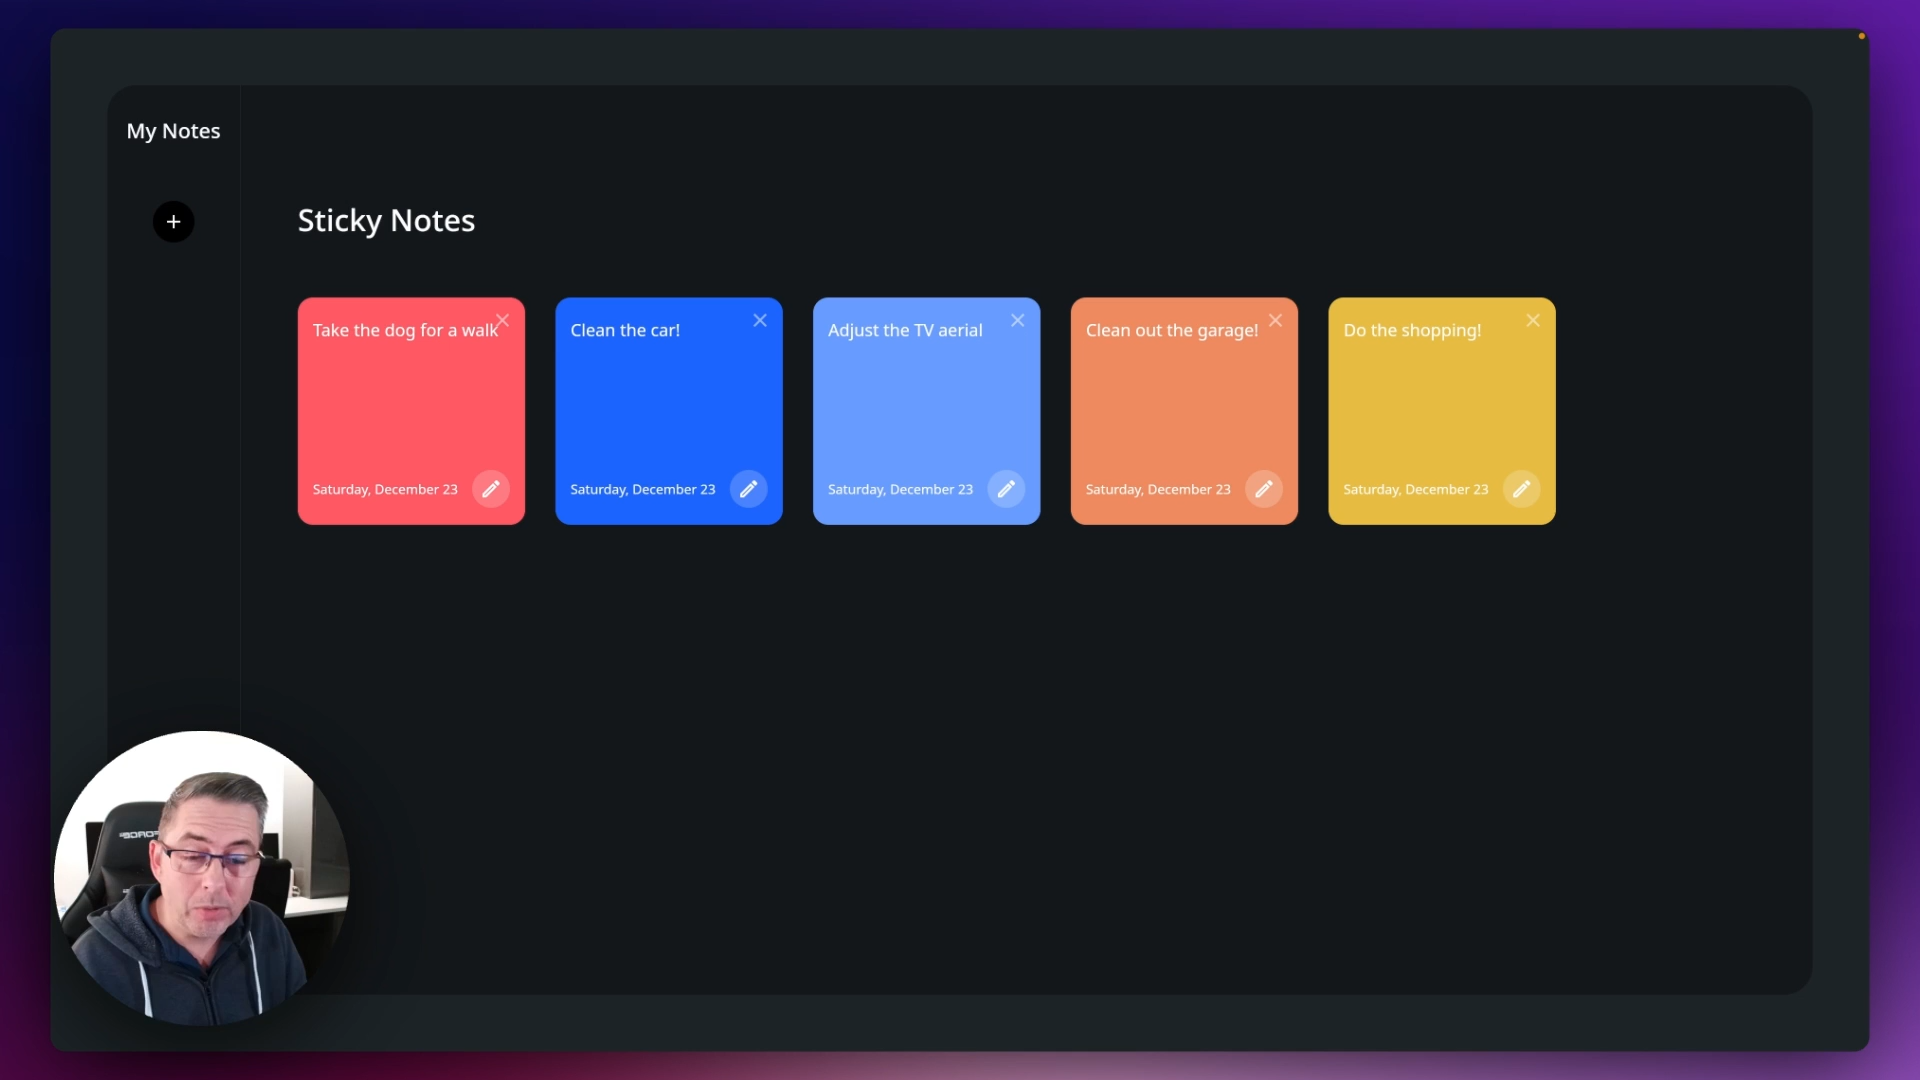 My Notes
Sticky Notes
Take the dog for a walk
Clean the car!
Adjust the TV aerial
Clean out the garage!
Do the shopping!
Saturday, December 23
Saturday, December 23
Saturday, December 23
Saturday, December 23
Saturday, December 23